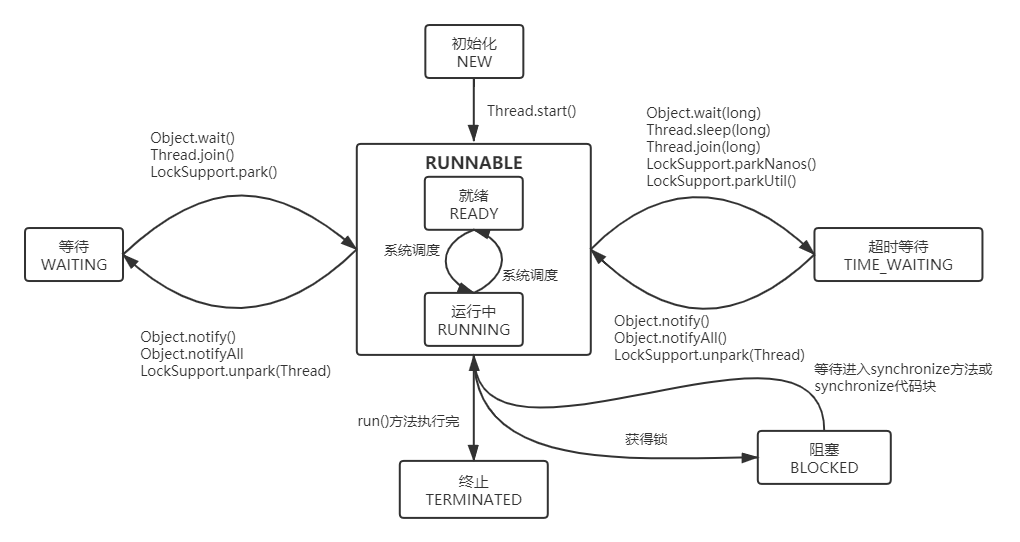 初始化
NEW
Thread.start()
Object.wait()
Thread.join()
LockSupport.park()
Object.wait(long)
Thread.sleep(long)
Thread.join(long)
LockSupport.parkNanos()
LockSupport.parkUtil()
RUNNABLE
就绪
READY
系统调度
系统调度
运行中
RUNNING
等待
WAITING
超时等待
TIME_WAITING
Object.notify()
Object.notifyAll
LockSupport.unpark(Thread)
Object.notify()
Object.notifyAll()
LockSupport.unpark(Thread)
等待进入synchronize方法或
synchronize代码块
run()方法执行完
获得锁
阻塞
BLOCKED
终止
TERMINATED